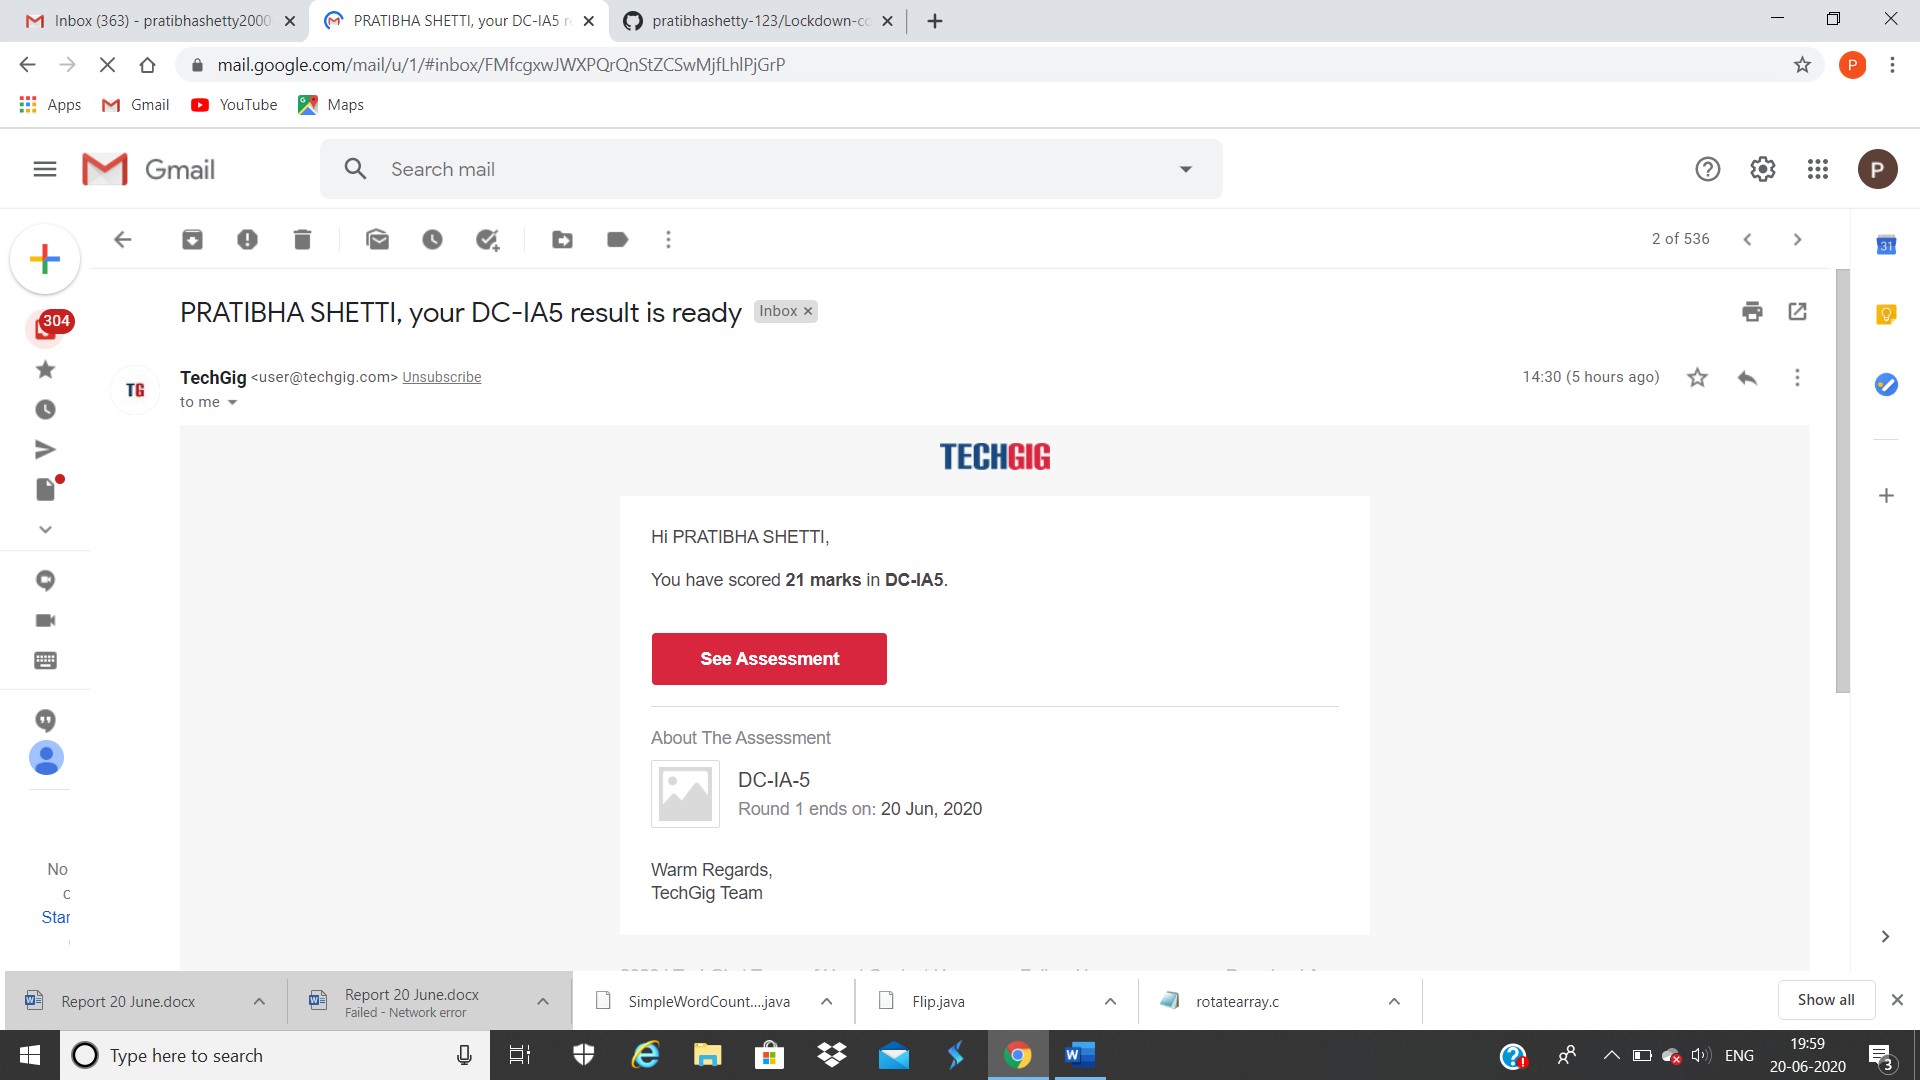 Inbox (363) - pratibhashetty2000
PRATIBHA SHETTI, your DC-IA5 re
pratibhashetty-123/Lockdown-co
mail.google.com/mail/u/1/#inbox/FMfcgxwJWXPQrQnStZCSwMjfLhlPjGrP
P
Apps
Gmail
YouTube
Maps
Gmail
Search mail
P
2 of 536
31
PRATIBHA SHETTI, your DC-IA5 result is ready
Inbox
304
TG
TechGig <user@techgig.com> Unsubscribe
14:30 (5 hours ago)
to me
TECHGIG
Hi PRATIBHA SHETTI,
You have scored 21 marks in DC-IA5.
See Assessment
About The Assessment
DC-IA-5
Round 1 ends on: 20 Jun, 2020
Warm Regards,
TechGig Team
No
c
Star
Report 20 June.docx
Report 20 June.docx
Failed - Network error
SimpleWordCount....java
Flip.java
rotatearray.c
Show all
Type here to search
ENG
19:59
20-06-2020
3